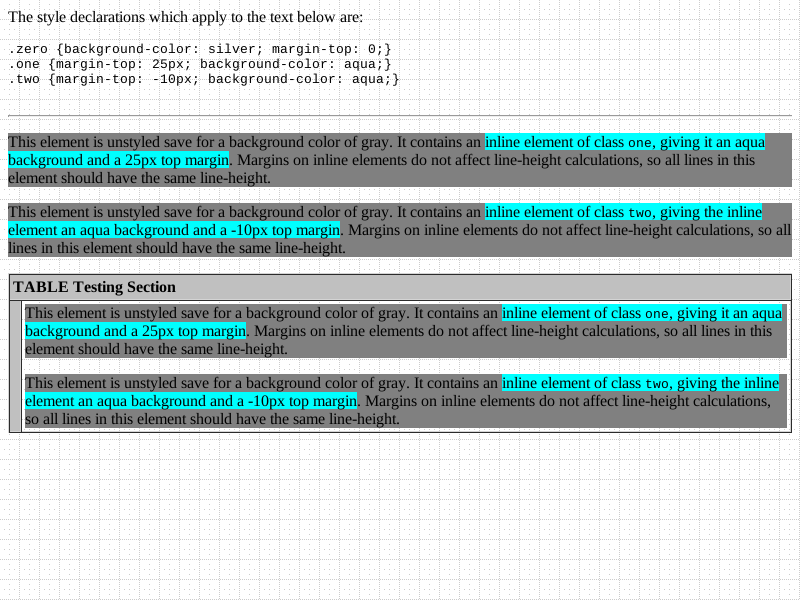 The style declarations which apply to the text below are:
.zero {background-color: silver; margin-top: 0;}
.one {margin-top: 25px; background-color: aqua;}
.two {margin-top: -10px; background-color: aqua;}
This element is unstyled save for a background color of gray. It contains an inline element of class one, giving it an aqua
background and a 25px top margin. Margins on inline elements do not affect line-height calculations, so all lines in this
element should have the same line-height.
This element is unstyled save for a background color of gray. It contains an inline element of class two, giving the inline
element an aqua background and a -10px top margin. Margins on inline elements do not affect line-height calculations, so all
lines in this element should have the same line-height.
TABLE Testing Section
This element is unstyled save for a background color of gray. It contains an inline element of class one, giving it an aqua
background and a 25px top margin. Margins on inline elements do not affect line-height calculations, so all lines in this
element should have the same line-height.
This element is unstyled save for a background color of gray. It contains an inline element of class two, giving the inline
element an aqua background and a -10px top margin. Margins on inline elements do not affect line-height calculations,
so all lines in this element should have the same line-height.